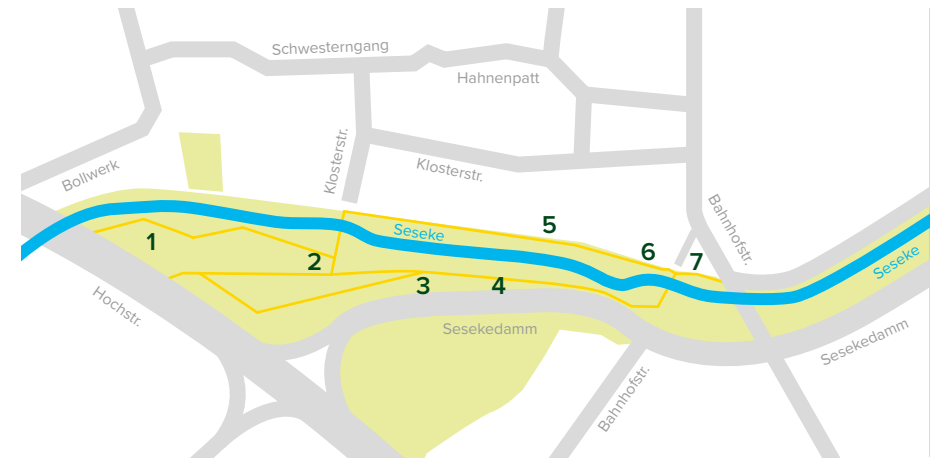 Schwesterngang
Hahnenpatt
Klosterstr.
Klosterstr.
Bollwerk
Bahnhofstr.
5
Seseke
1
2
6
7
Seseke
3
4
Hochstr.
Sesekedamm
Sesekedamm
Bahnhofstr.